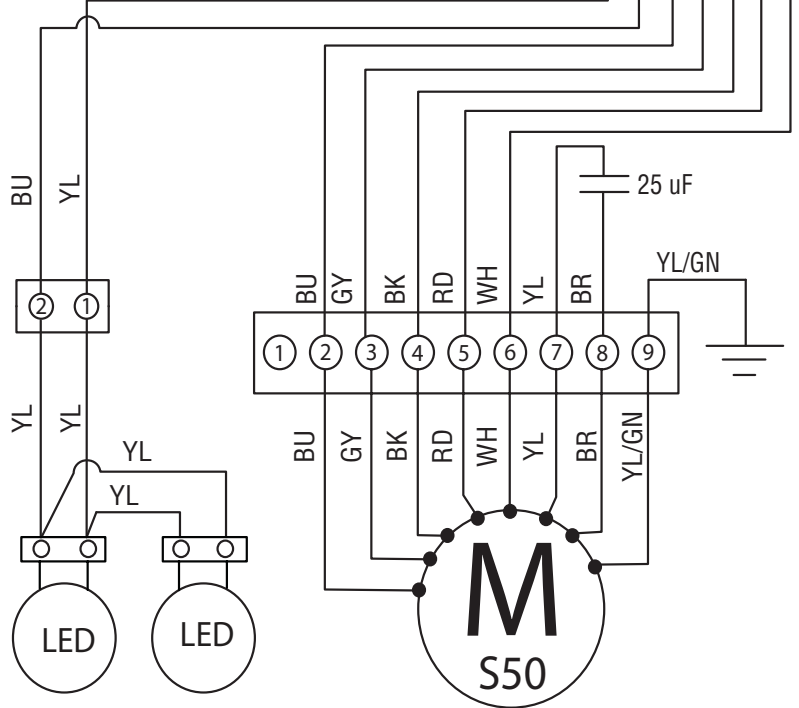 25 uF
BU YL
YL/GN
BU GY BK RD WH YL BR
2 1
1 2 3 4 5 6 7 8 9
YL YL
BU GY BK RD WH YL BR YL/GN
YL
YL
M
LED LED
S50